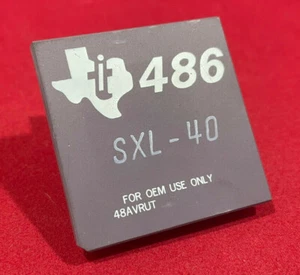 ti 486
SXL-40
FOR OEM USE ONLY
48AVRUT